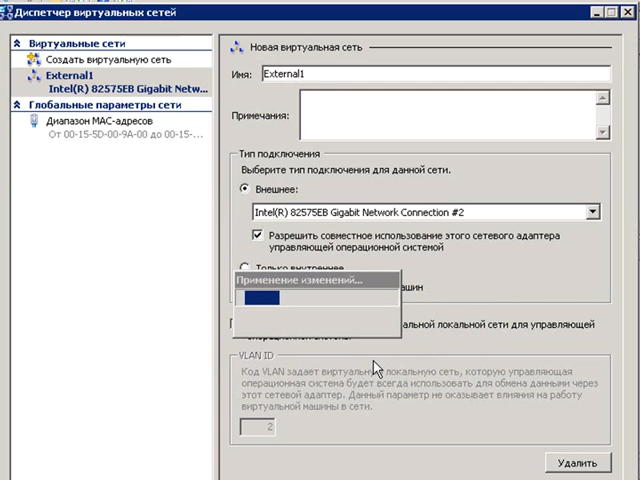 Диспетчер виртуальных сетей
Виртуальные сети
Создать виртуальную сеть
External1
Intel(R) 82575EB Gigabit Netw...
Глобальные параметры сети
Диапазон MAC-адресов
От 00-15-5D-00-9A-00 до 00-15-...
Новая виртуальная сеть
Имя: External1
Примечания:
Тип подключения
Выберите тип подключения для данной сети.
Внешнее:
Intel(R) 82575EB Gigabit Network Connection #2
Разрешить совместное использование этого сетевого адаптера
управляющей операционной системой
Только внутреннее
Применение изменений...
локальной сети для управляющей
VLAN ID
Код VLAN задает виртуальную локальную сеть, которую управляющая
операционная система будет всегда использовать для обмена данными через
этот сетевой адаптер. Данный параметр не оказывает влияния на работу
виртуальной машины в сети.
2
Удалить